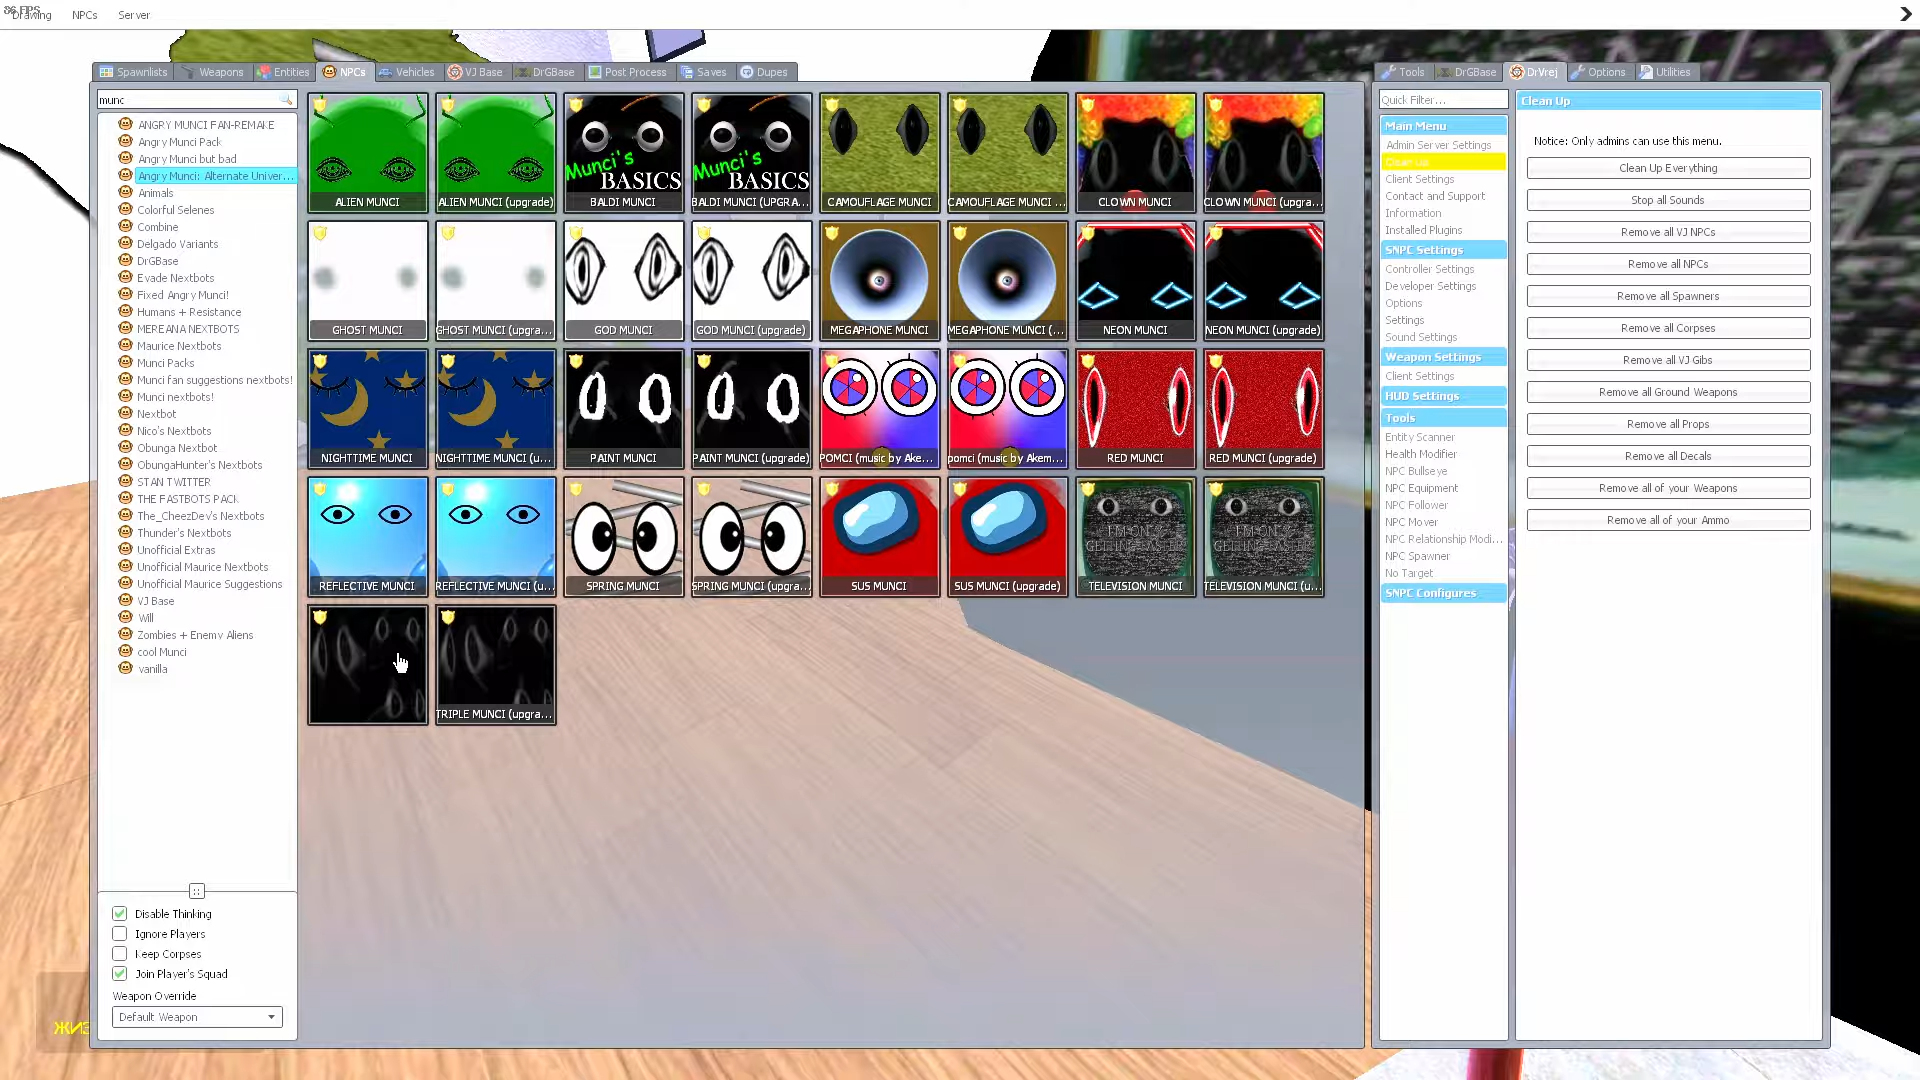 86 FPS
Drawing NPCs Server
Spawnlists Weapons Entities NPCs Vehicles VJ Base DrGBase Post Process Saves Dupes
Tools DrGBase DrVrej Options Utilities
munc
ANGRY MUNCI FAN-REMAKE
Angry Munci Pack
Angry Munci but bad
Angry Munci: Alternate Univer...
Animals
Colorful Selenes
Combine
Delgado Variants
DrGBase
Evade Nextbots
Fixed Angry Munci!
Humans + Resistance
MEREANA NEXTBOTS
Maurice Nextbots
Munci Packs
Munci fan suggestions nextbots!
Munci nextbots!
Nextbot
Nico's Nextbots
Obunga Nextbot
ObungaHunter's Nextbots
STAN TWITTER
THE FASTBOTS PACK
The_CheezDev's Nextbots
Thunder's Nextbots
Unofficial Extras
Unofficial Maurice Nextbots
Unofficial Maurice Suggestions
VJ Base
Will
Zombies + Enemy Aliens
cool Munci
vanilla
Disable Thinking
Ignore Players
Keep Corpses
Join Player's Squad
Weapon Override
Default Weapon
ЖИЗ
Munci's BASICS
Munci's BASICS
ALIEN MUNCI
ALIEN MUNCI (upgrade)
BALDI MUNCI
BALDI MUNCI (UPGRA...
CAMOUFLAGE MUNCI
CAMOUFLAGE MUNCI ...
CLOWN MUNCI
CLOWN MUNCI (upgra...
GHOST MUNCI
GHOST MUNCI (upgra...
GOD MUNCI
GOD MUNCI (upgrade)
MEGAPHONE MUNCI
MEGAPHONE MUNCI (...
NEON MUNCI
NEON MUNCI (upgrade)
NIGHTTIME MUNCI
NIGHTTIME MUNCI (u...
PAINT MUNCI
PAINT MUNCI (upgrade)
POMCI (music by Ake...
pomci (music by Akem...
RED MUNCI
RED MUNCI (upgrade)
REFLECTIVE MUNCI
REFLECTIVE MUNCI (u...
SPRING MUNCI
SPRING MUNCI (upgra...
SUS MUNCI
SUS MUNCI (upgrade)
TELEVISION MUNCI
TELEVISION MUNCI (u...
TRIPLE MUNCI (upgra...
Quick Filter...
Main Menu
Admin Server Settings
Clean Up
Client Settings
Contact and Support
Information
Installed Plugins
SNPC Settings
Controller Settings
Developer Settings
Options
Settings
Sound Settings
Weapon Settings
Client Settings
HUD Settings
Tools
Entity Scanner
Health Modifier
NPC Bullseye
NPC Equipment
NPC Follower
NPC Mover
NPC Relationship Modi...
NPC Spawner
No Target
SNPC Configures
Clean Up
Notice: Only admins can use this menu.
Clean Up Everything
Stop all Sounds
Remove all VJ NPCs
Remove all NPCs
Remove all Spawners
Remove all Corpses
Remove all VJ Gibs
Remove all Ground Weapons
Remove all Props
Remove all Decals
Remove all of your Weapons
Remove all of your Ammo